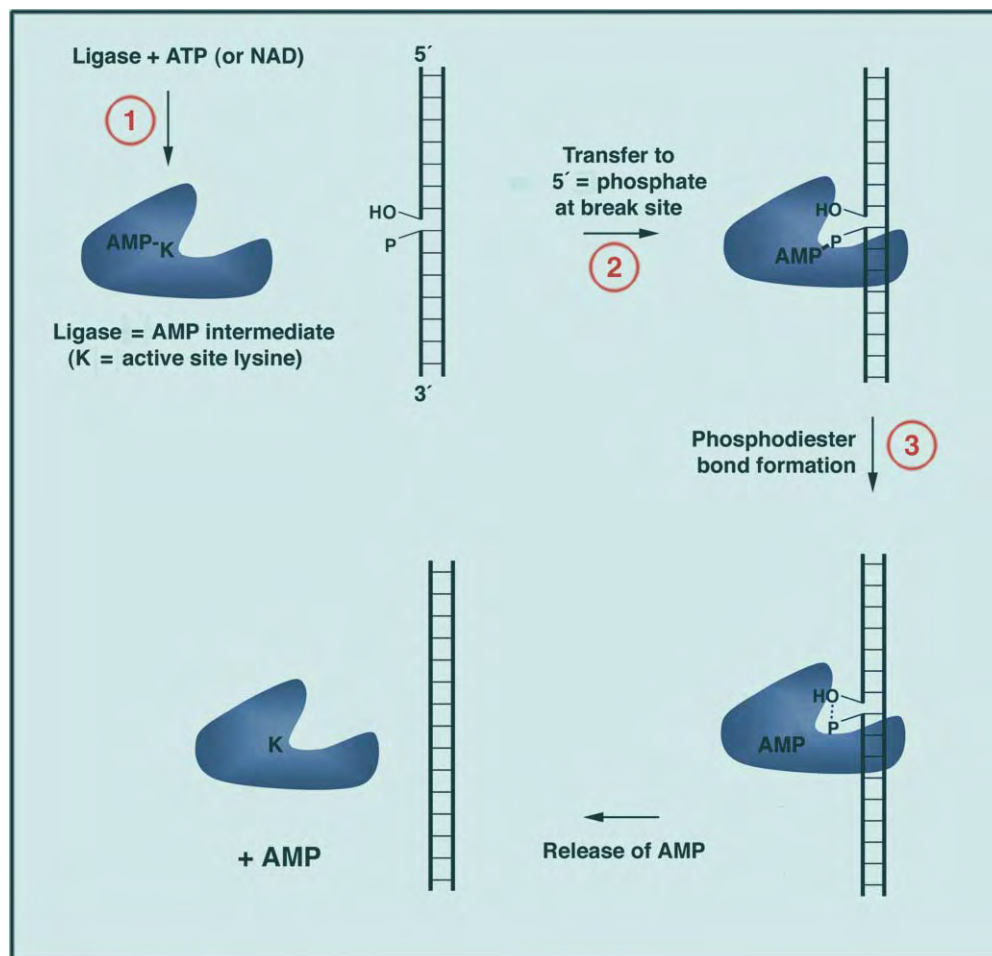 Ligase + ATP (or NAD)
1
AMP-K
Ligase = AMP intermediate
(K = active site lysine)
5´
HO
P
3´
Transfer to
5´ = phosphate
at break site
2
HO
P
AMP
Phosphodiester
bond formation
3
HO
P
AMP
Release of AMP
K
+ AMP